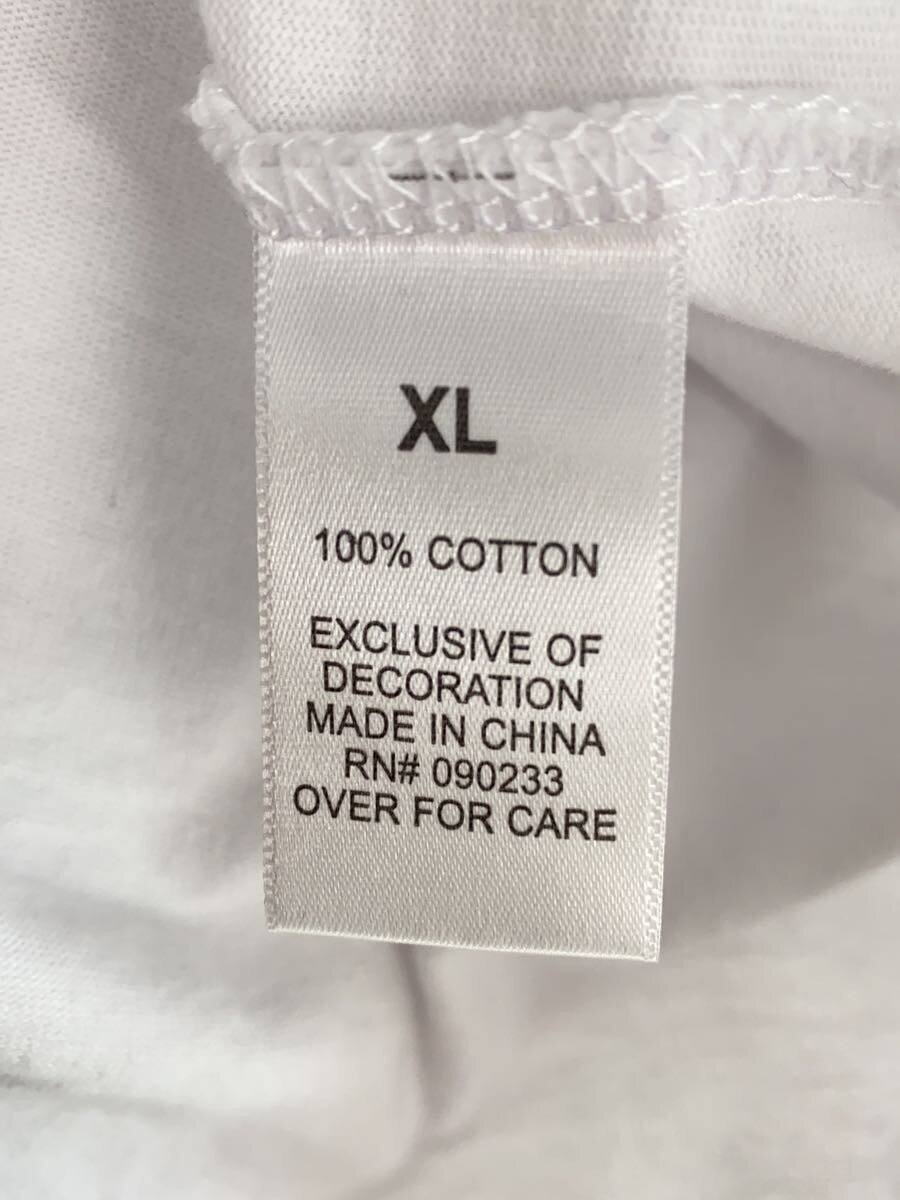 XL
100% COTTON
EXCLUSIVE OF
DECORATION
MADE IN CHINA
RN# 090233
OVER FOR CARE